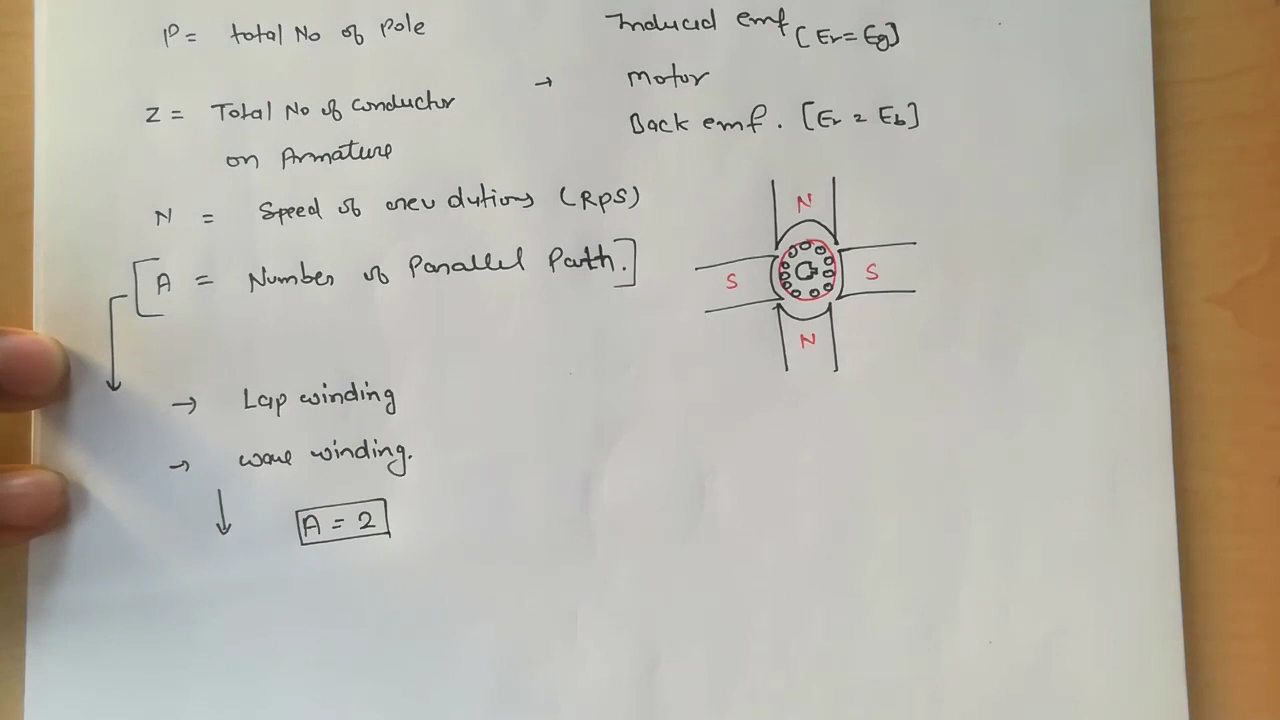 P = total No of Pole
Z = Total No of conductor
on Armature
N = Speed of (RPS)
[A = Number of Parallel Path.]
→ Lap winding
→ wave winding.
A = 2
Induced emf [Er = Eg]
→ motor
Back emf. [Er = Eb]
N
S S
N